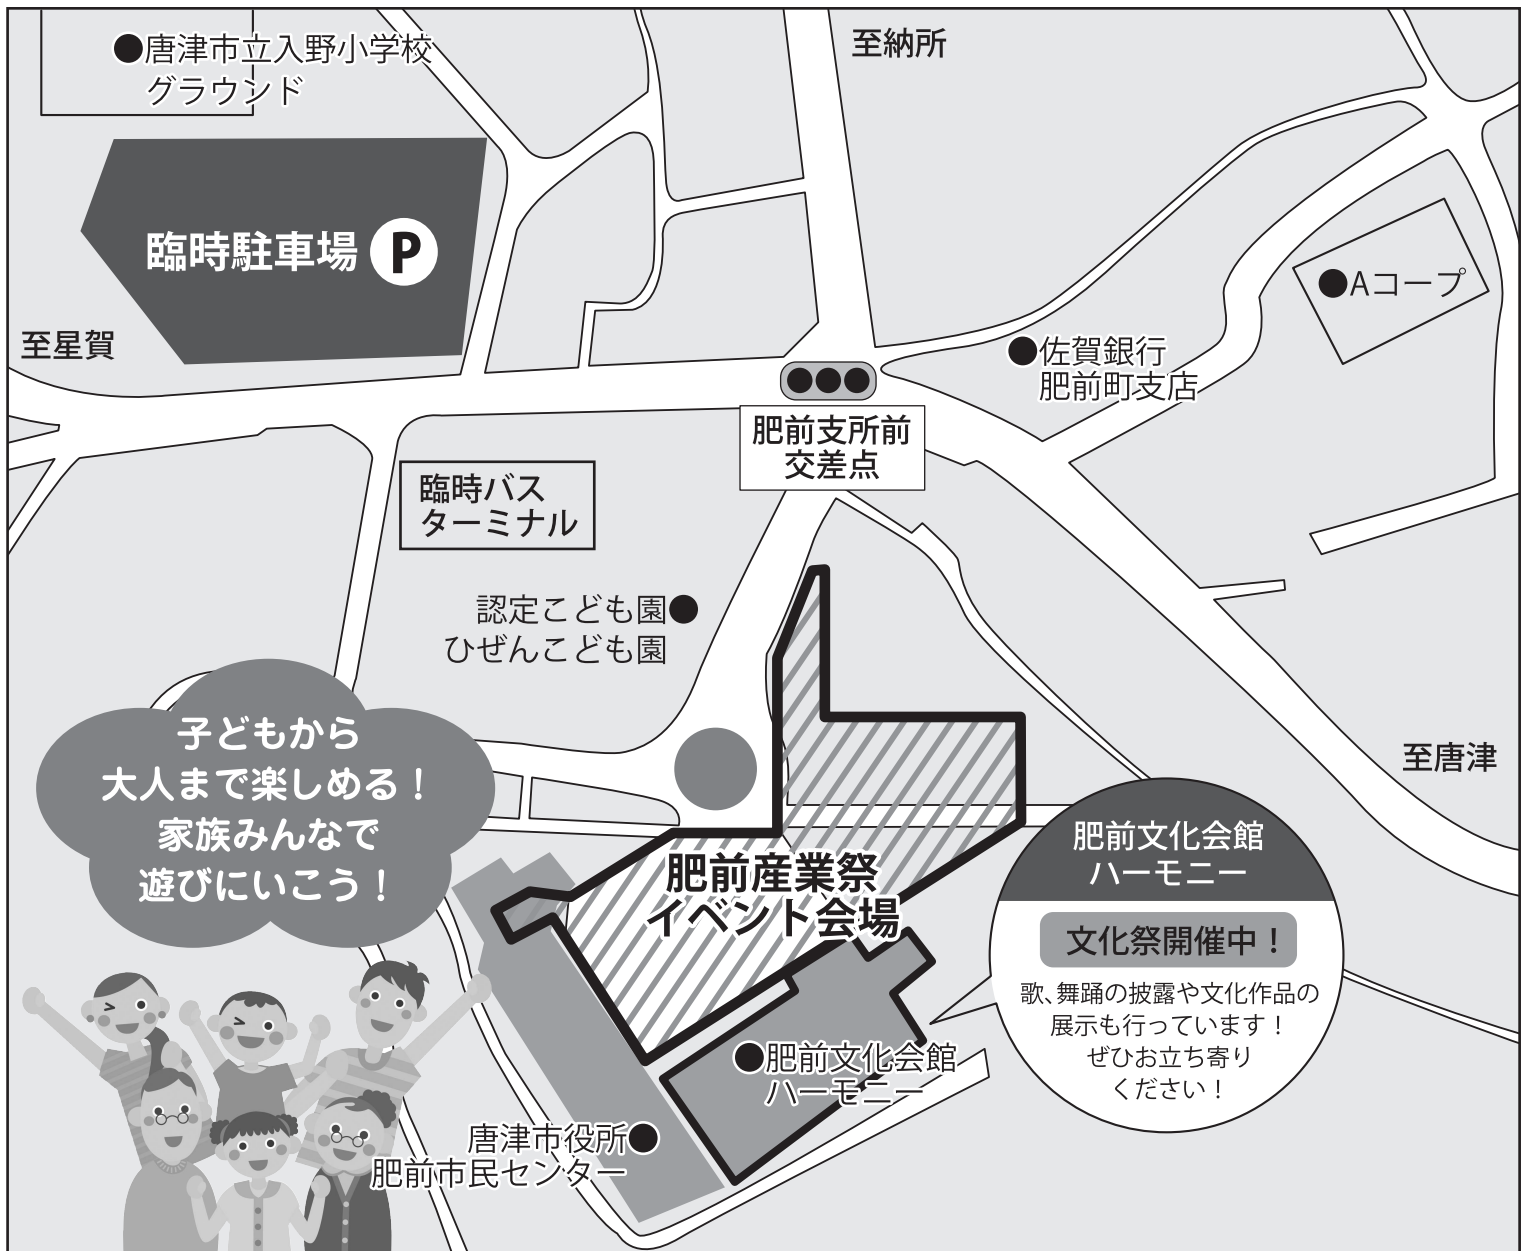 ●唐津市立入野小学校
グラウンド
至納所
臨時駐車場 P
●Aコープ
至星賀
●佐賀銀行
肥前町支店
肥前支所前
交差点
臨時バス
ターミナル
認定こども園●
ひぜんこども園
子どもから
大人まで楽しめる！
家族みんなで
遊びにいこう！
至唐津
肥前産業祭
イベント会場
肥前文化会館
ハーモニー
文化祭開催中！
歌、舞踊の披露や文化作品の
展示も行っています！
ぜひお立ち寄り
ください！
●肥前文化会館
ハーモニー
唐津市役所●
肥前市民センター